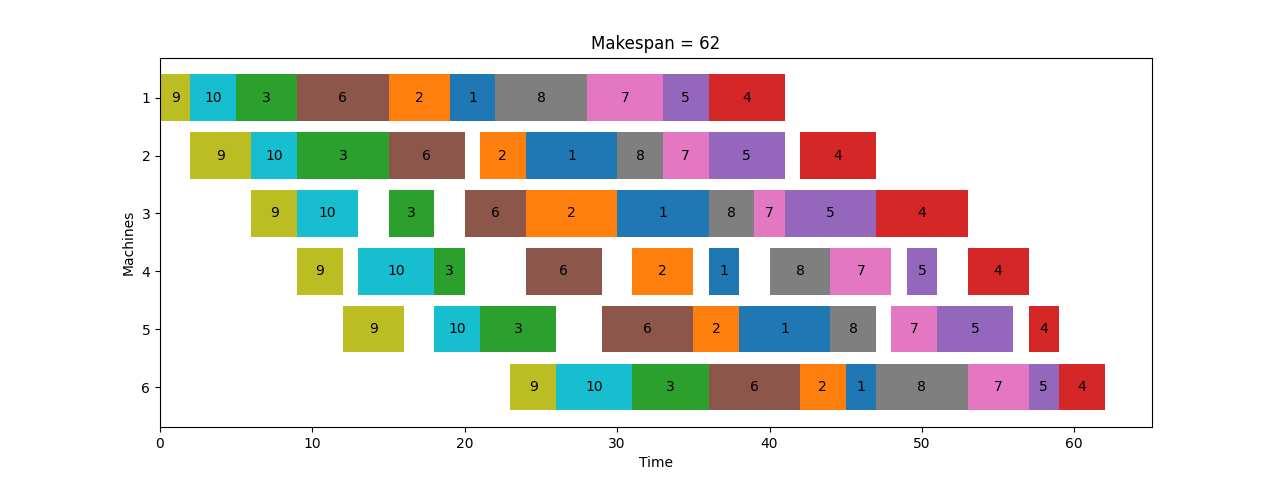 Makespan = 62
1 9 10 3 6 2 1 8 7 5 4
2 9 10 3 6 2 1 8 7 5 4
3 9 10 3 6 2 1 8 7 5 4
4 9 10 3 6 2 1 8 7 5 4
5 9 10 3 6 2 1 8 7 5 4
6 9 10 3 6 2 1 8 7 5 4
Machines
0 10 20 30 40 50 60
Time